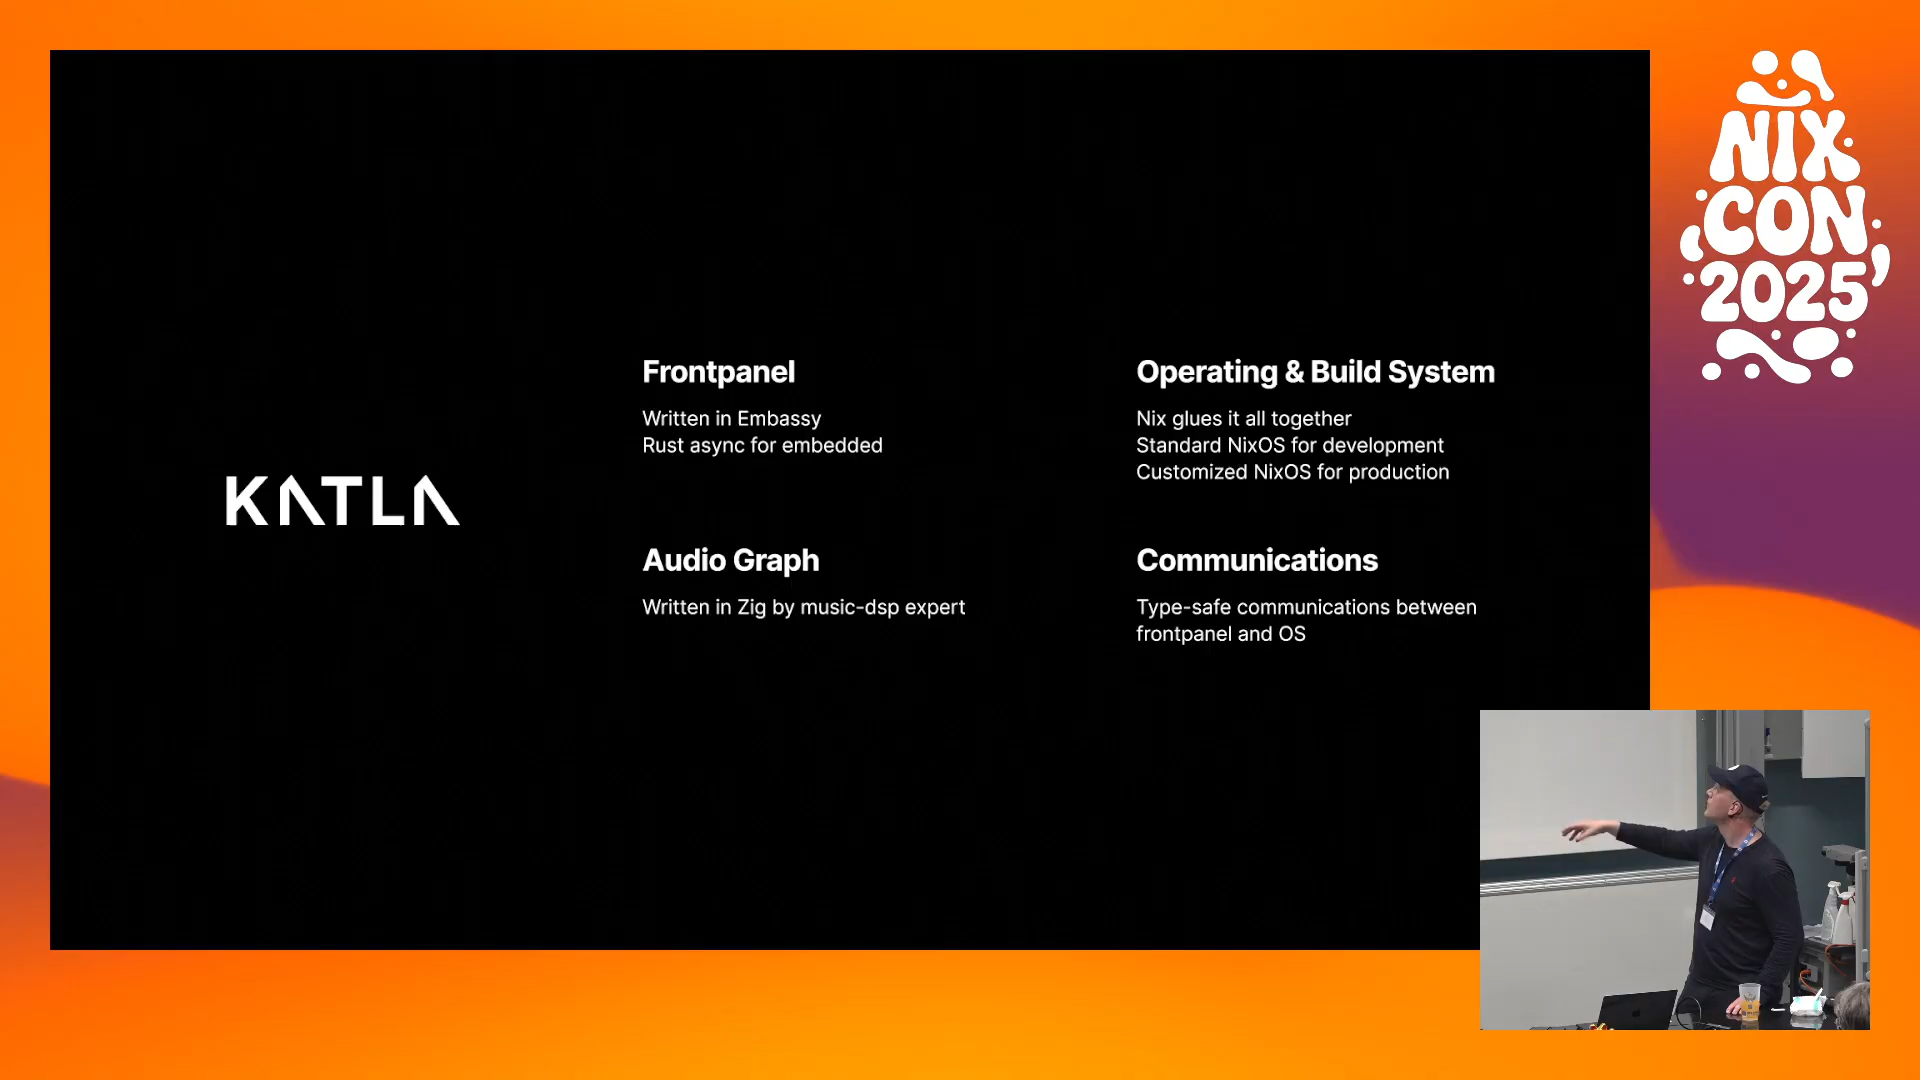 KATLA
Frontpanel
Written in Embassy
Rust async for embedded
Operating & Build System
Nix glues it all together
Standard NixOS for development
Customized NixOS for production
Audio Graph
Written in Zig by music-dsp expert
Communications
Type-safe communications between
frontpanel and OS
NIX
CON
2025